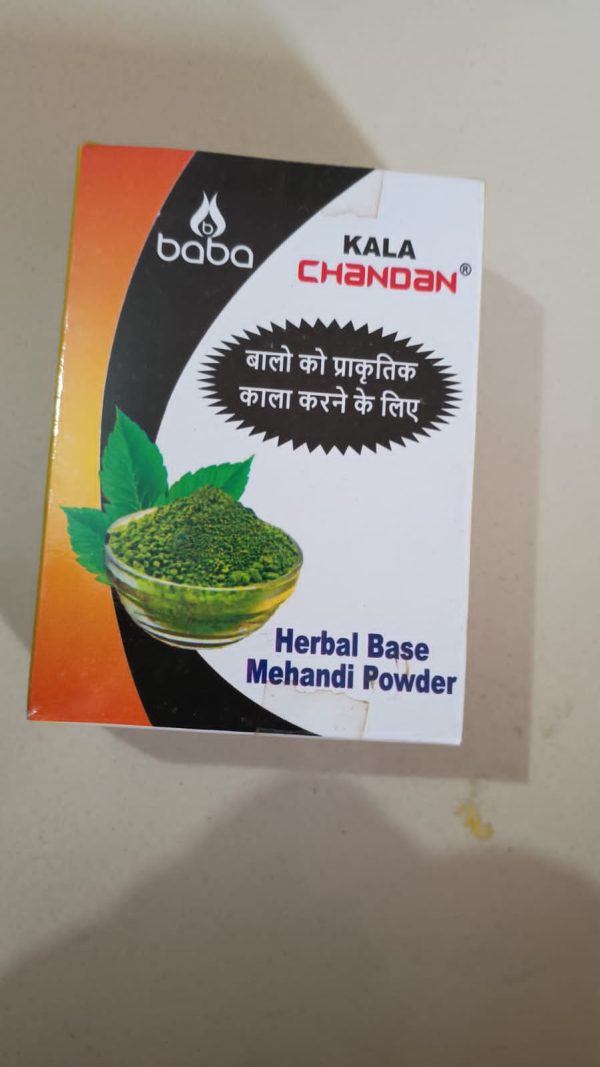 baba
KALA
CHANDAN®
बालो को प्राकृतिक
काला करने के लिए
Herbal Base
Mehandi Powder